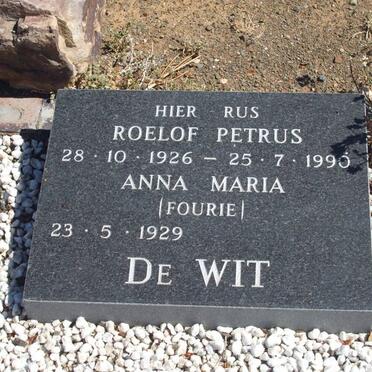 HIER RUS
ROELOF PETRUS
28 · 10 · 1926 – 25 · 7 · 1990
ANNA MARIA
(FOURIE)
23 · 5 · 1929
DE WIT